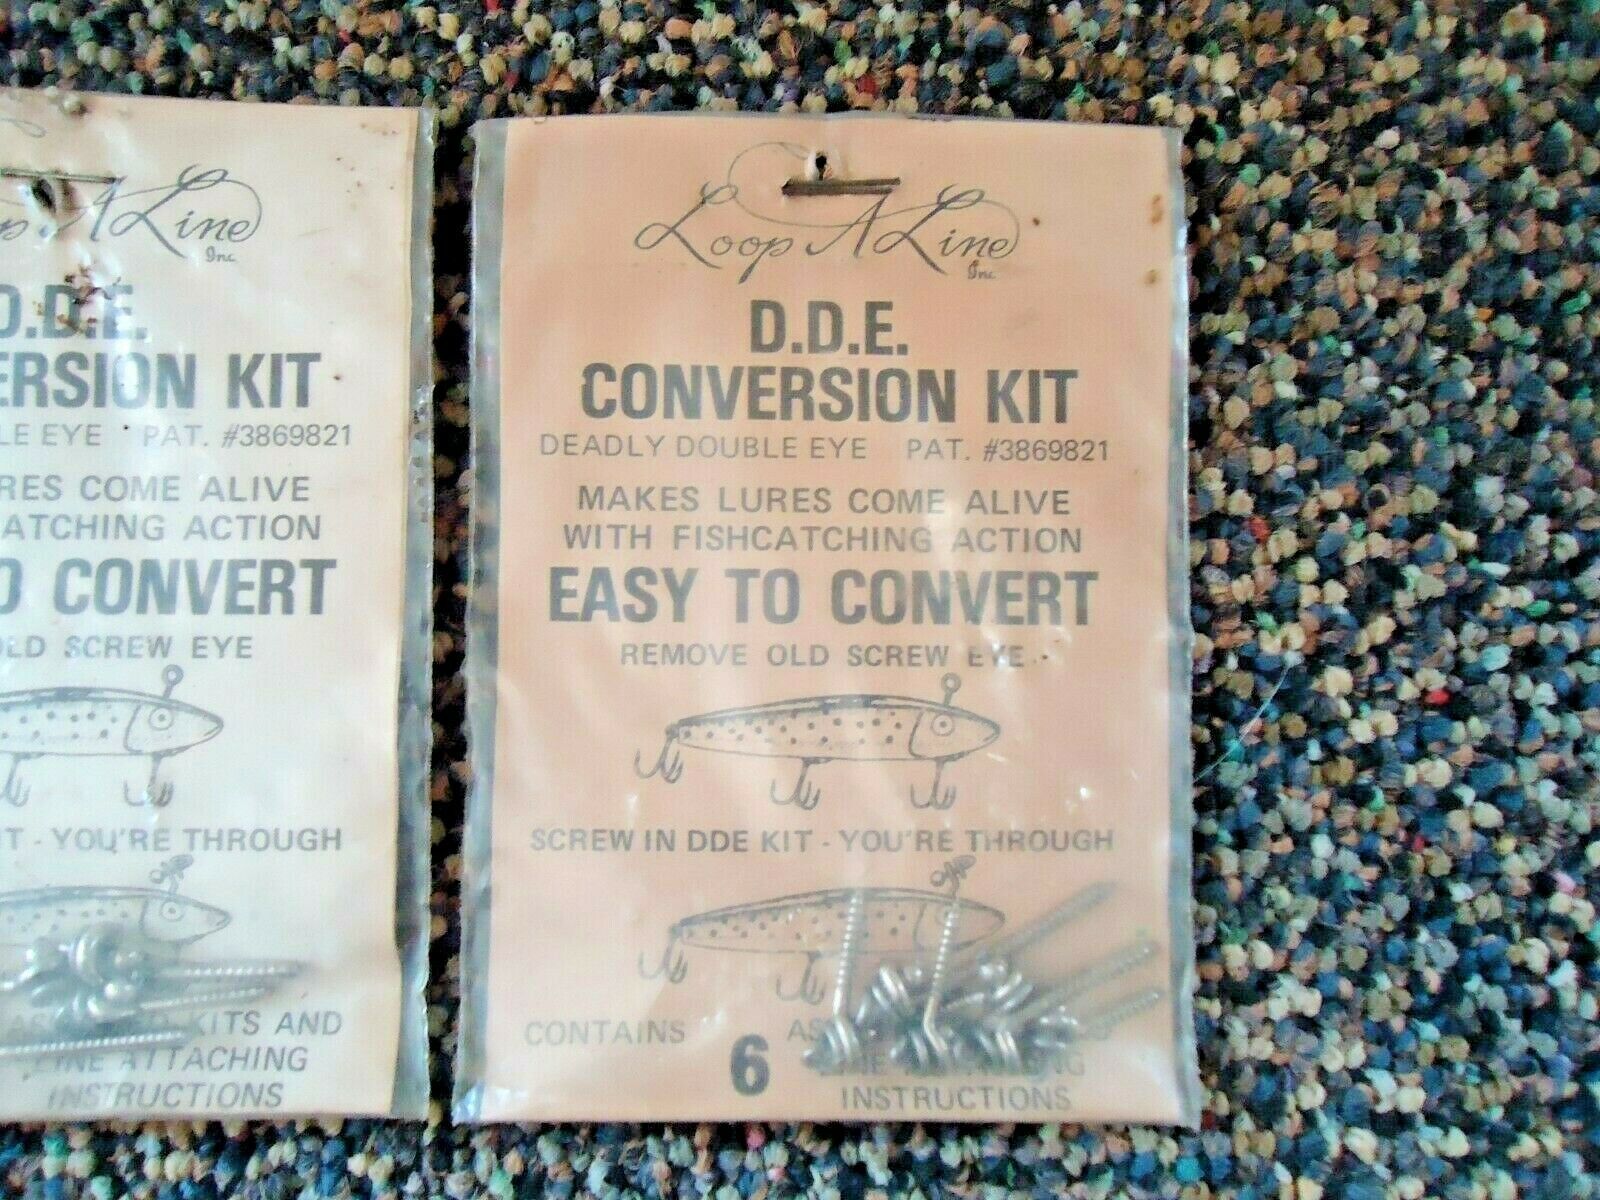 Line
Inc.
D.D.E.
ERSION KIT
LE EYE PAT. #3869821
RES COME ALIVE
ATCHING ACTION
O CONVERT
OLD SCREW EYE
IT - YOU'RE THROUGH
KITS AND
LINE ATTACHING
INSTRUCTIONS
Loop A Line
Inc.
D.D.E.
CONVERSION KIT
DEADLY DOUBLE EYE PAT. #3869821
MAKES LURES COME ALIVE
WITH FISHCATCHING ACTION
EASY TO CONVERT
REMOVE OLD SCREW EYE
SCREW IN DDE KIT - YOU'RE THROUGH
CONTAINS 6
INSTRUCTIONS